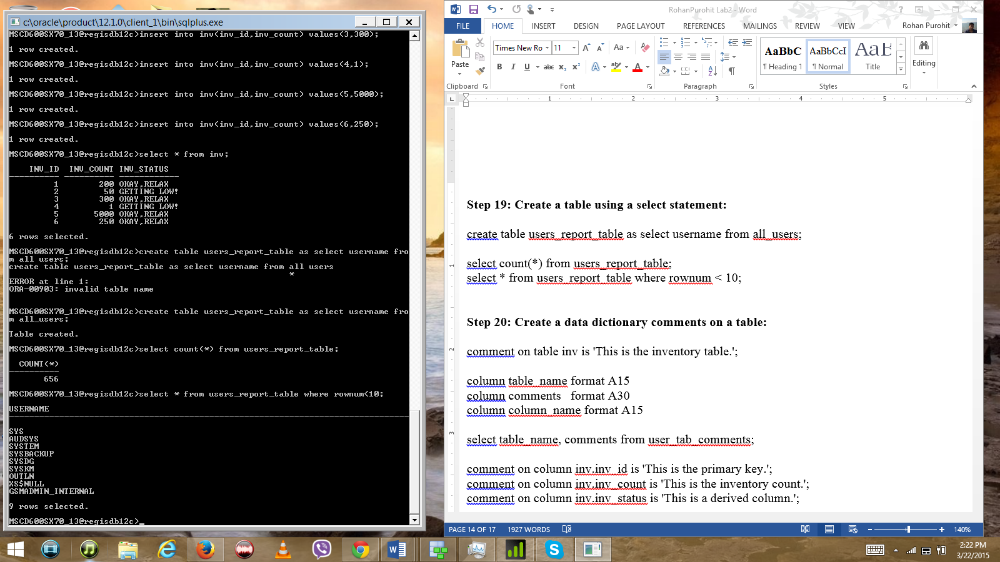 c:\oracle\product\12.1.0\client_1\bin\sqlplus.exe
MSCD600SX70_13@regisdb12c>insert into inv(inv_id,inv_count) values(3,300);
1 row created.
MSCD600SX70_13@regisdb12c>insert into inv(inv_id,inv_count) values(4,1);
1 row created.
MSCD600SX70_13@regisdb12c>insert into inv(inv_id,inv_count) values(5,5000);
1 row created.
MSCD600SX70_13@regisdb12c>insert into inv(inv_id,inv_count) values(6,250);
1 row created.
MSCD600SX70_13@regisdb12c>select * from inv;
INV_ID INV_COUNT INV_STATUS
---------- ---------- ------------
1 200 OKAY,RELAX
2 50 GETTING LOW!
3 300 OKAY,RELAX
4 1 GETTING LOW!
5 5000 OKAY,RELAX
6 250 OKAY,RELAX
6 rows selected.
MSCD600SX70_13@regisdb12c>create table users_report_table as select username fro
m all users;
create table users_report_table as select username from all users
*
ERROR at line 1:
ORA-00903: invalid table name
MSCD600SX70_13@regisdb12c>create table users_report_table as select username fro
m all_users;
Table created.
MSCD600SX70_13@regisdb12c>select count(*) from users_report_table;
COUNT(*)
----------
656
MSCD600SX70_13@regisdb12c>select * from users_report_table where rownum<10;
USERNAME
--------------------------------------------------------------------------------
SYS
AUDSYS
SYSTEM
SYSBACKUP
SYSDG
SYSKM
OUTLN
XS$NULL
GSMADMIN_INTERNAL
9 rows selected.
MSCD600SX70_13@regisdb12c>_
RohanPurohit Lab2 - Word
FILE HOME INSERT DESIGN PAGE LAYOUT REFERENCES MAILINGS REVIEW VIEW Rohan Purohit
Paste
Times New Ro 11
B I U abc x₂ x²
AaBbC AaBbCcI AaB
¶ Heading 1 ¶ Normal Title
Editing
Clipboard Font Paragraph Styles
1 2 3 4 5
Step 19: Create a table using a select statement:
create table users_report_table as select username from all_users;
select count(*) from users_report_table;
select * from users_report_table where rownum < 10;
Step 20: Create a data dictionary comments on a table:
comment on table inv is 'This is the inventory table.';
column table_name format A15
column comments   format A30
column column_name format A15
select table_name, comments from user_tab_comments;
comment on column inv.inv_id is 'This is the primary key.';
comment on column inv.inv_count is 'This is the inventory count.';
comment on column inv.inv_status is 'This is a derived column.';
1
2
3
PAGE 14 OF 17 1927 WORDS 140%
2:22 PM
3/22/2015